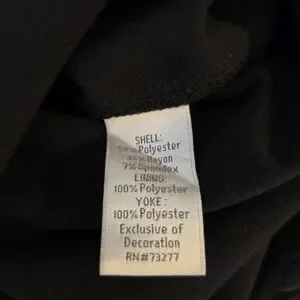 SHELL:
Polyester
Rayon
7% Spandex
LINING:
100% Polyester
YOKE:
100% Polyester
Exclusive of
Decoration
RN#73277